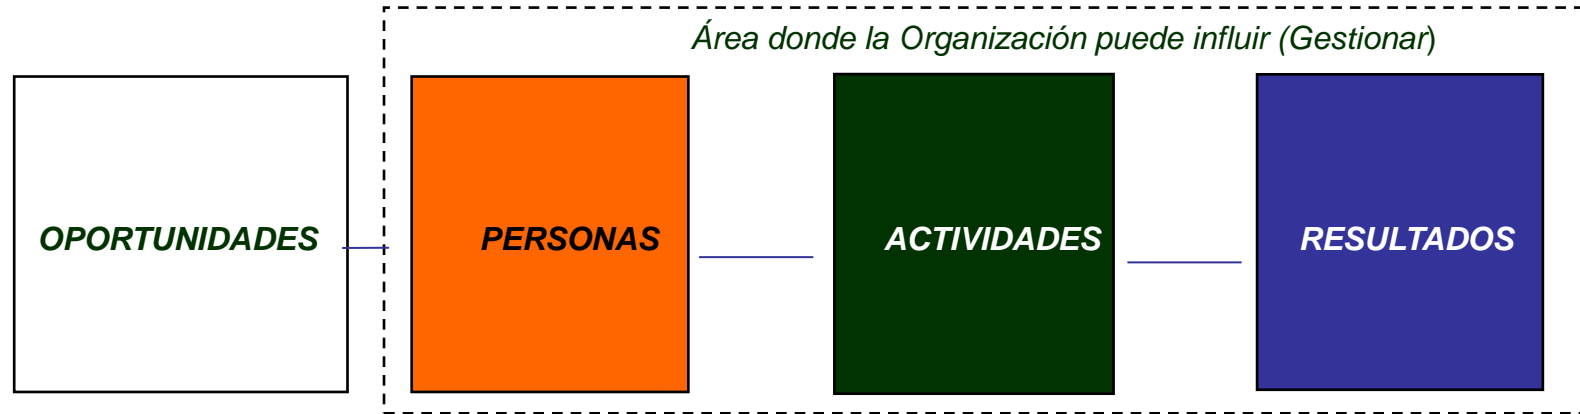 Área donde la Organización puede influir (Gestionar)
OPORTUNIDADES
PERSONAS
ACTIVIDADES
RESULTADOS